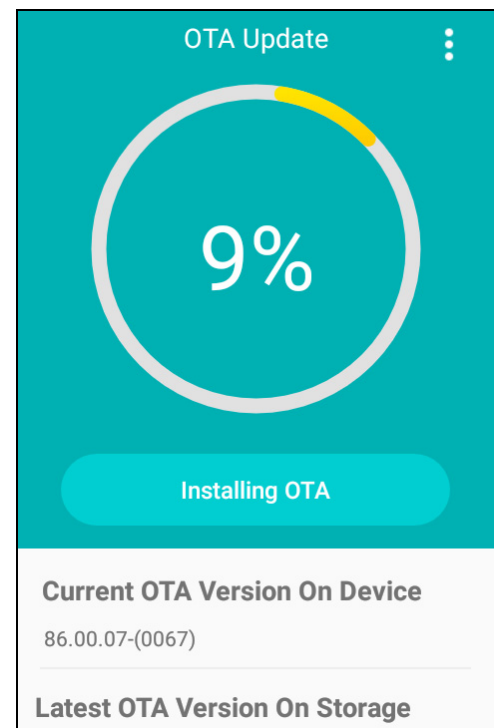 OTA Update
9%
Installing OTA
Current OTA Version On Device
86.00.07-(0067)
Latest OTA Version On Storage